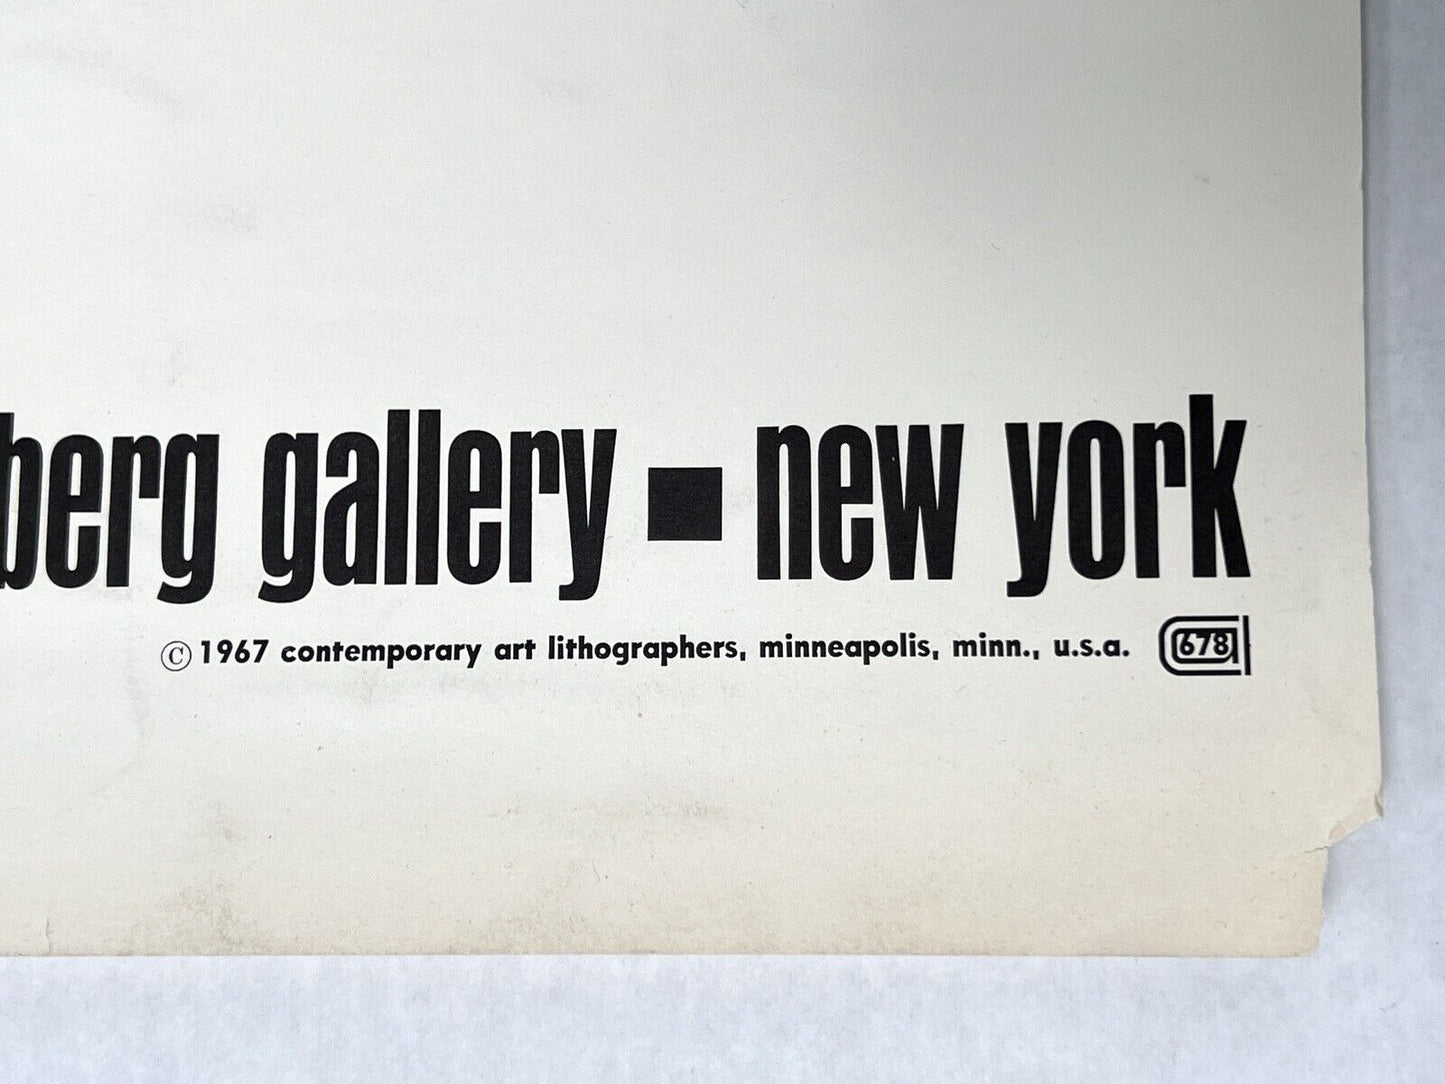 berg gallery ■ new york
© 1967 contemporary art lithographers, minneapolis, minn., u.s.a. 678